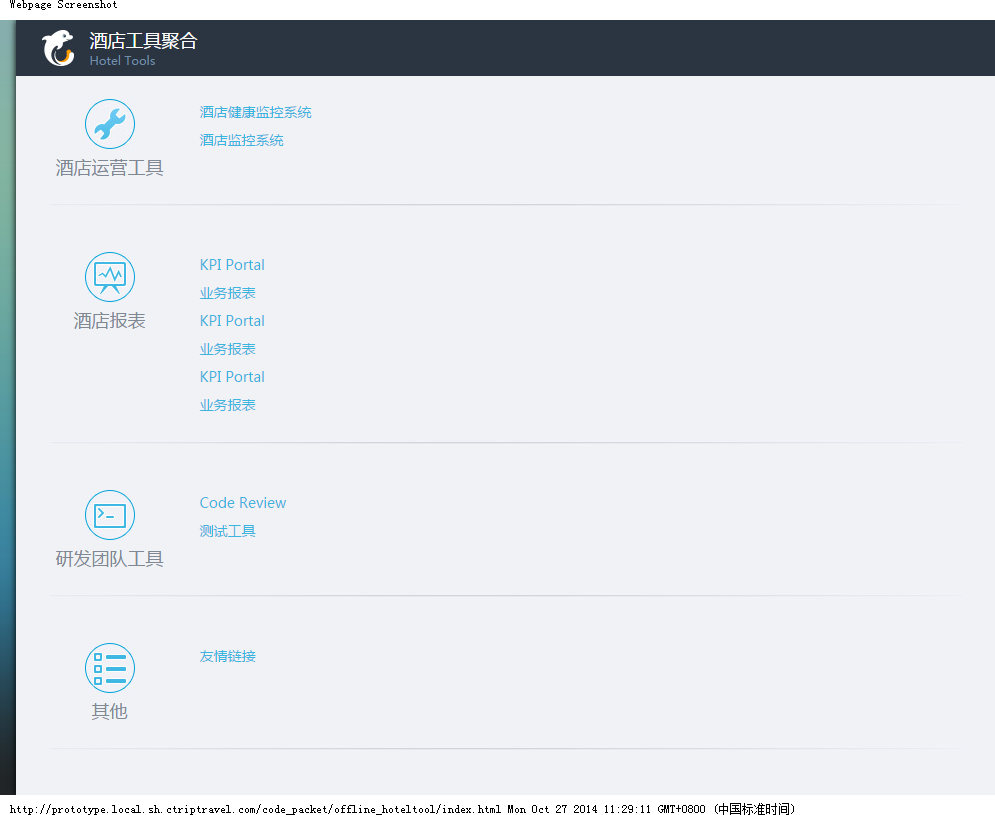 Webpage Screenshot
酒店工具聚合
Hotel Tools
酒店健康监控系统
酒店监控系统
酒店运营工具
KPI Portal
业务报表
酒店报表
KPI Portal
业务报表
KPI Portal
业务报表
Code Review
测试工具
研发团队工具
友情链接
其他
http://prototype.local.sh.ctriptravel.com/code_packet/offline_hoteltool/index.html Mon Oct 27 2014 11:29:11 GMT+0800 (中国标准时间)